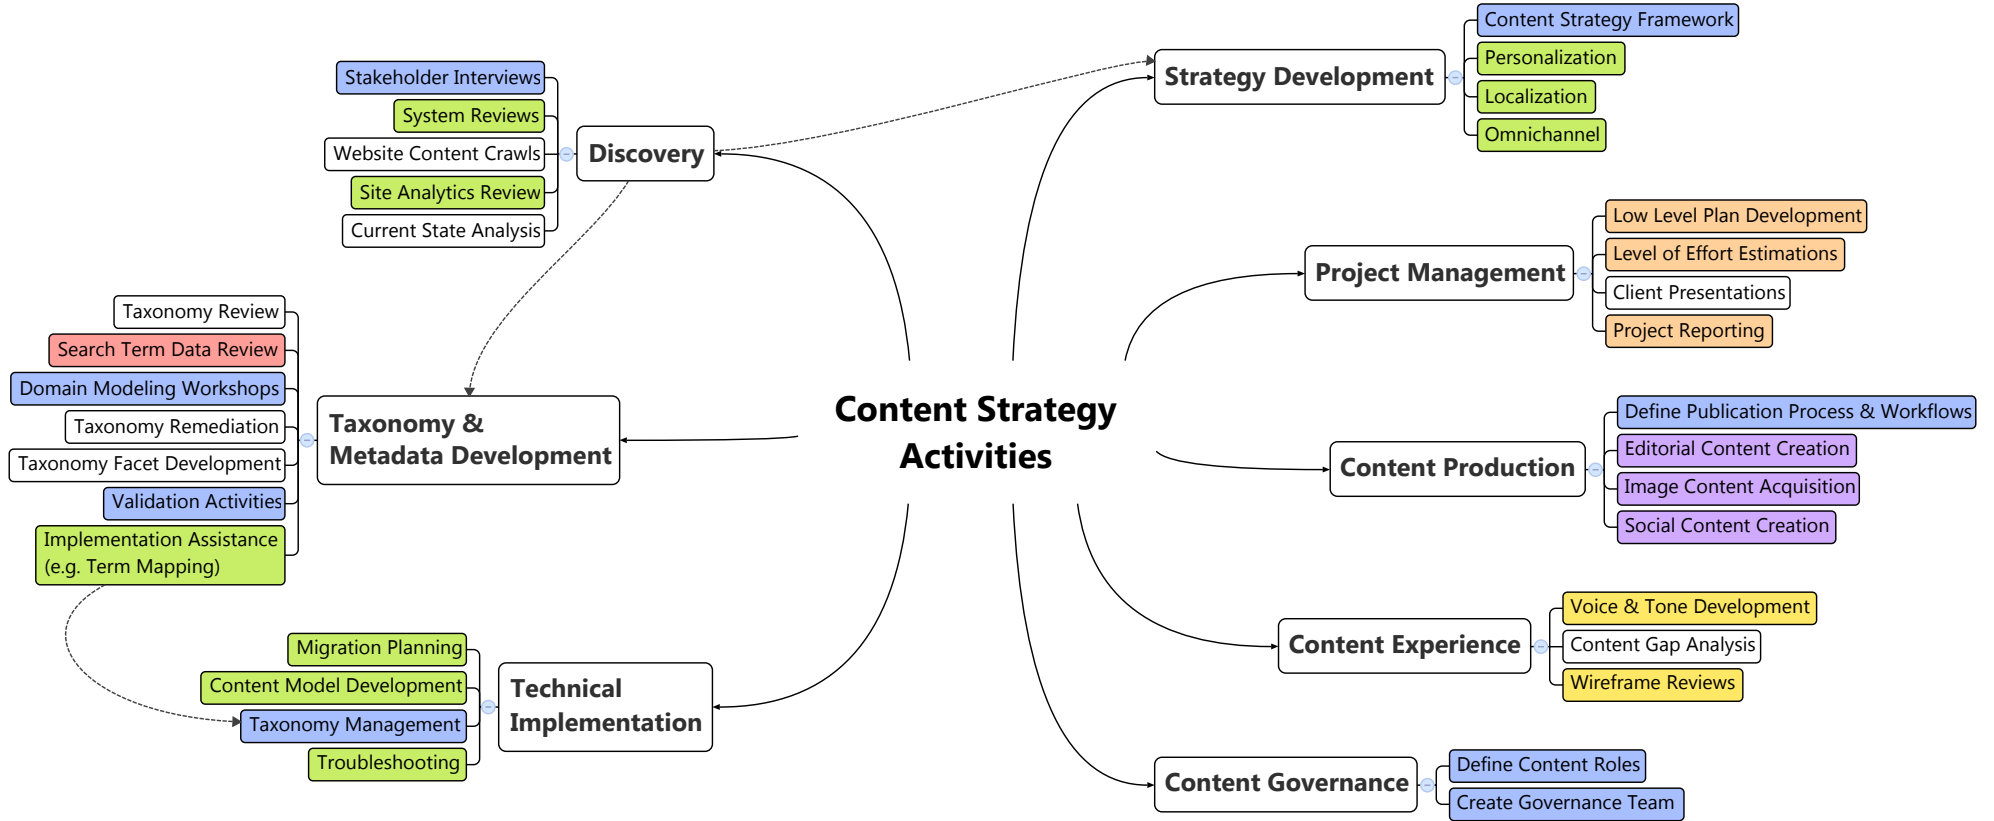 Content Strategy
Activities
Discovery
Stakeholder Interviews
System Reviews
Website Content Crawls
Site Analytics Review
Current State Analysis
Taxonomy &
Metadata Development
Taxonomy Review
Search Term Data Review
Domain Modeling Workshops
Taxonomy Remediation
Taxonomy Facet Development
Validation Activities
Implementation Assistance
(e.g. Term Mapping)
Technical
Implementation
Migration Planning
Content Model Development
Taxonomy Management
Troubleshooting
Strategy Development
Content Strategy Framework
Personalization
Localization
Omnichannel
Project Management
Low Level Plan Development
Level of Effort Estimations
Client Presentations
Project Reporting
Content Production
Define Publication Process & Workflows
Editorial Content Creation
Image Content Acquisition
Social Content Creation
Content Experience
Voice & Tone Development
Content Gap Analysis
Wireframe Reviews
Content Governance
Define Content Roles
Create Governance Team